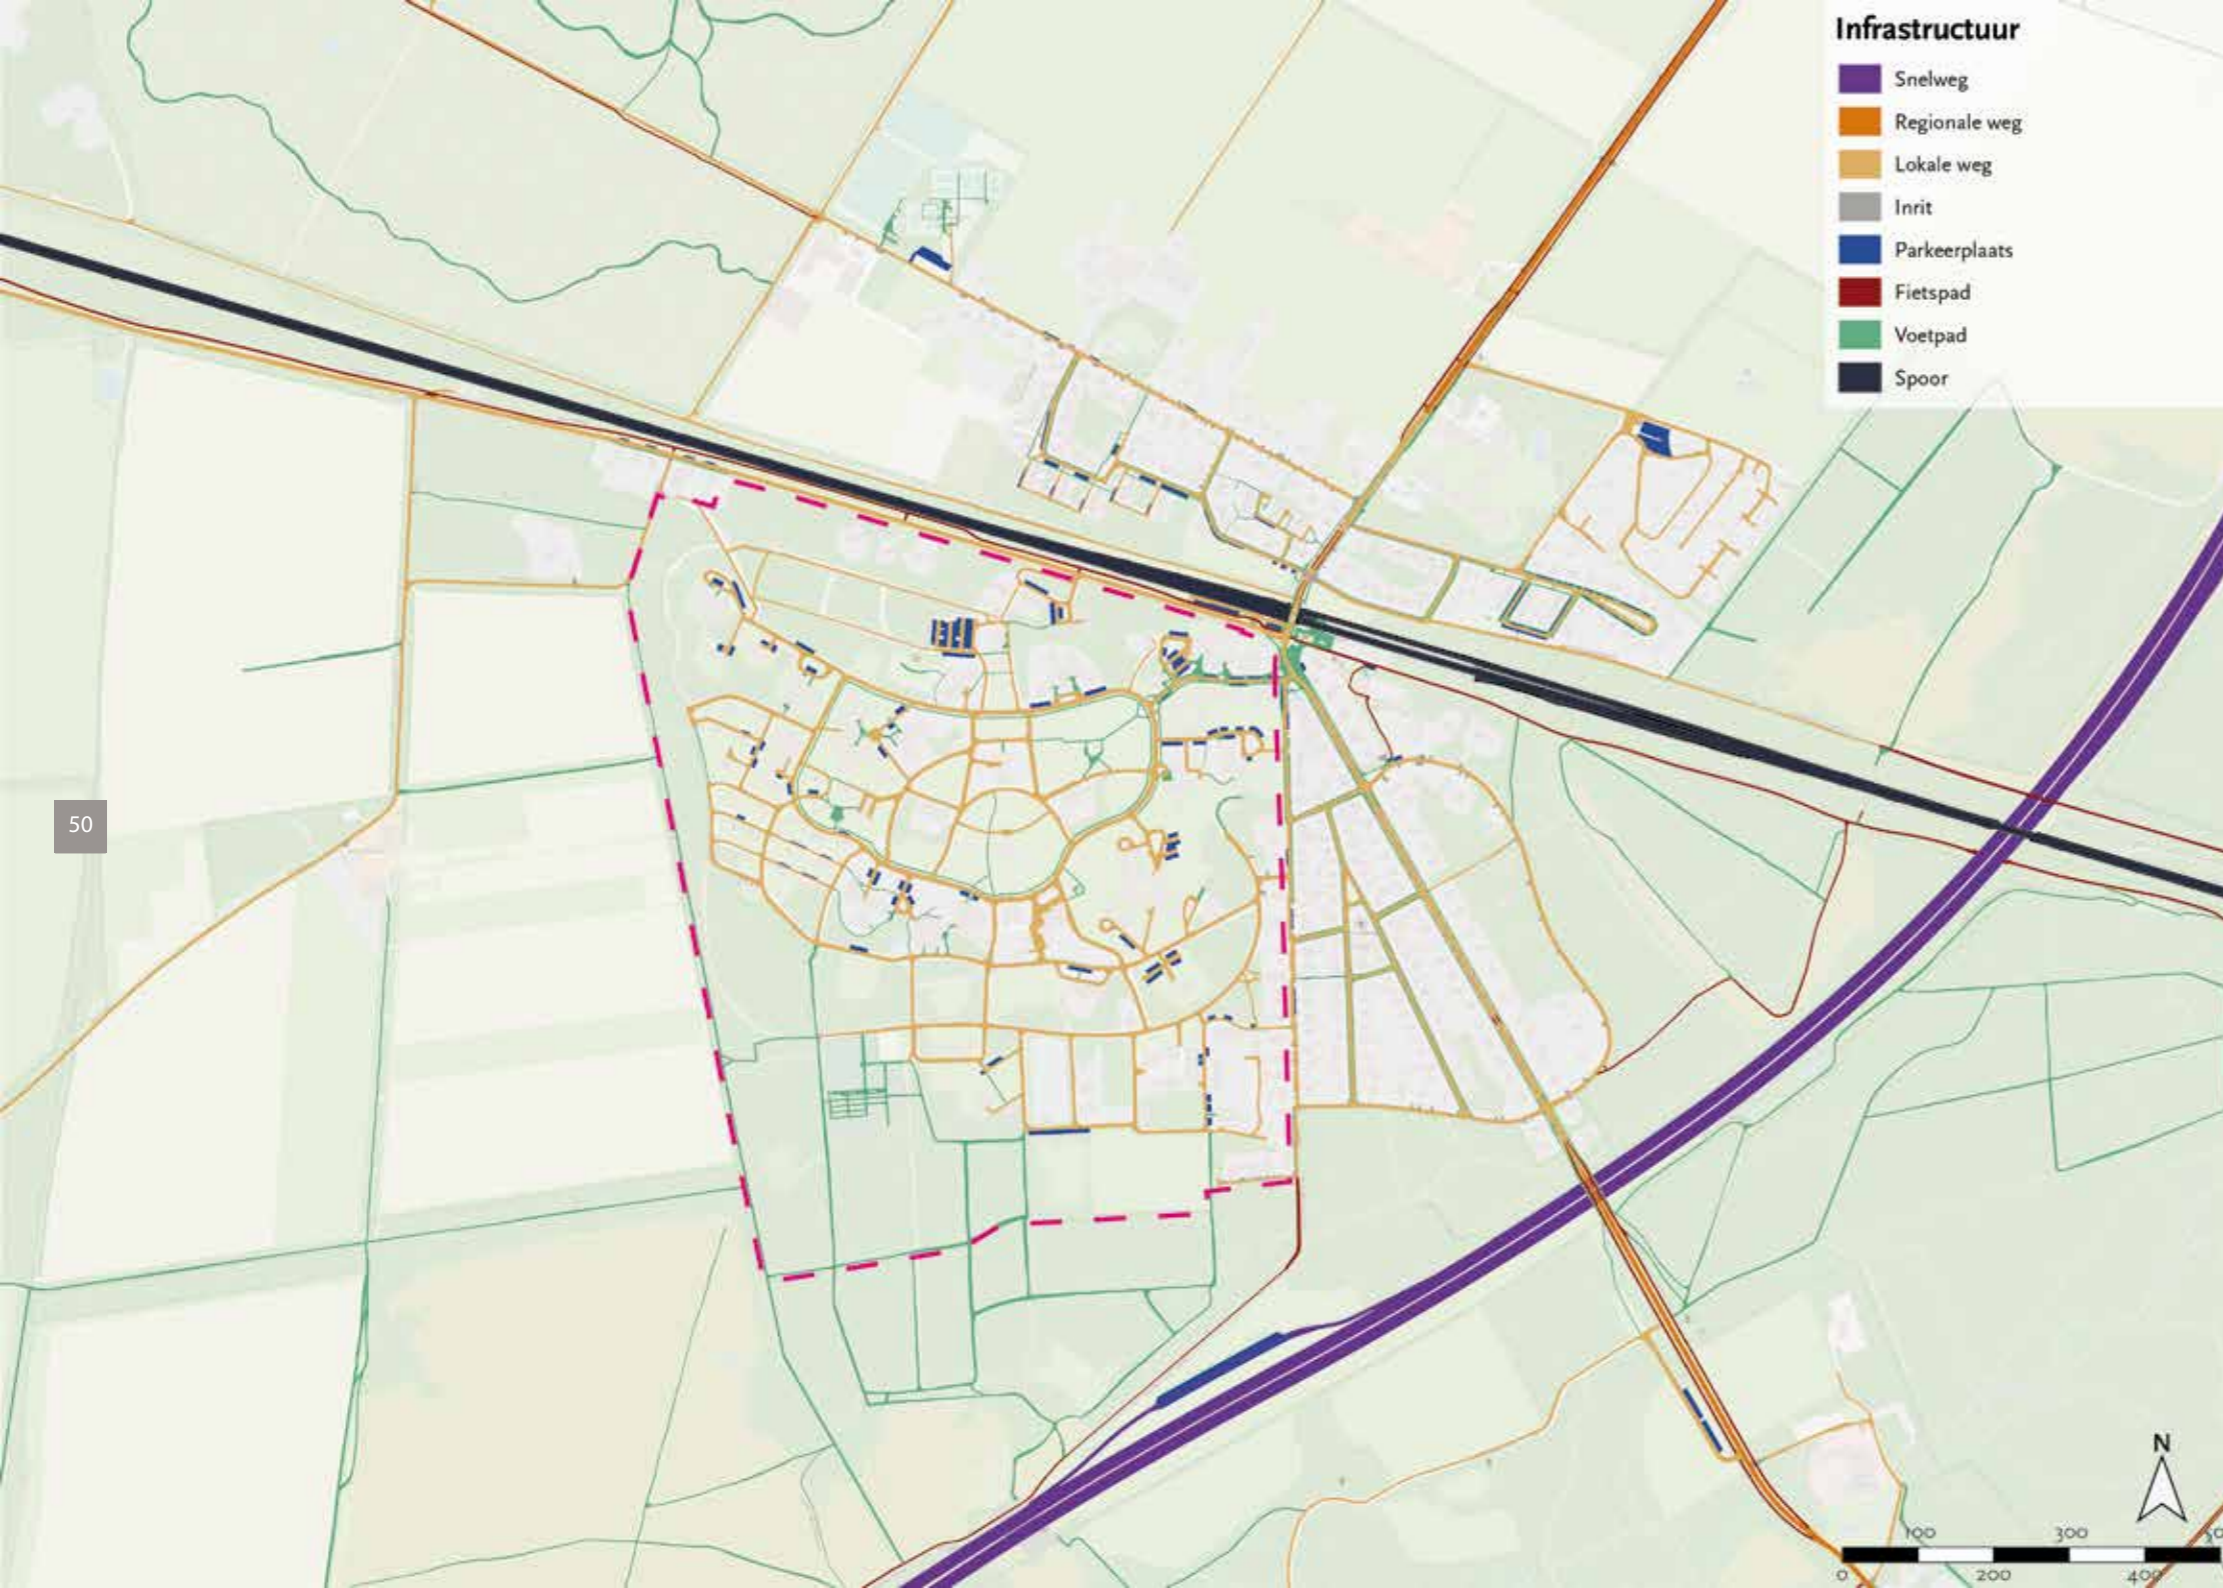 Infrastructuur
Snelweg
Regionale weg
Lokale weg
Inrit
Parkeerplaats
Fietspad
Voetpad
Spoor
50
N
100 300
0 200 400